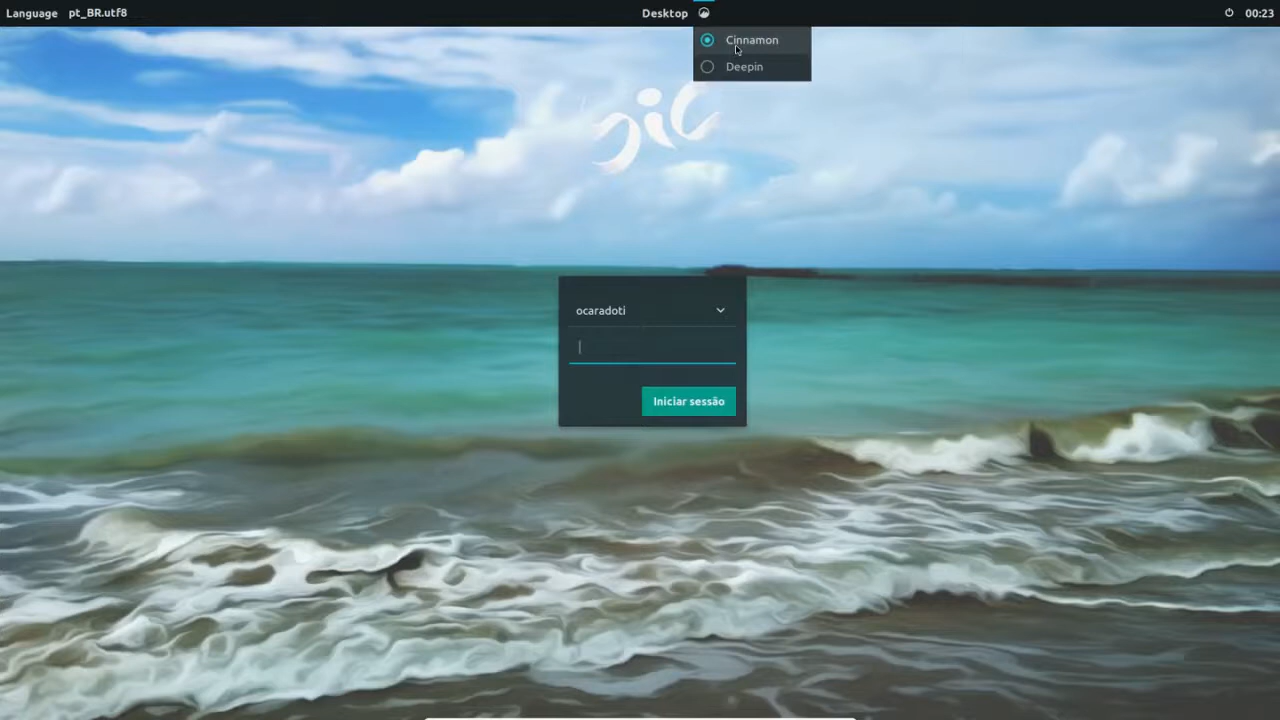 Language pt_BR.utf8 Desktop 00:23
Cinnamon
Deepin
ocaradoti
Iniciar sessão